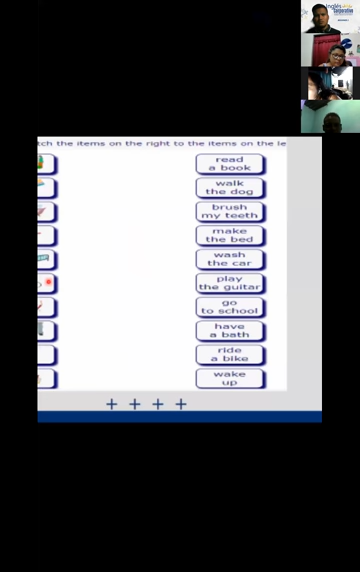 Inglés
Corporativo
tch the items on the right to the items on the le
read
a book
walk
the dog
brush
my teeth
make
the bed
wash
the car
play
the guitar
go
to school
have
a bath
ride
a bike
wake
up